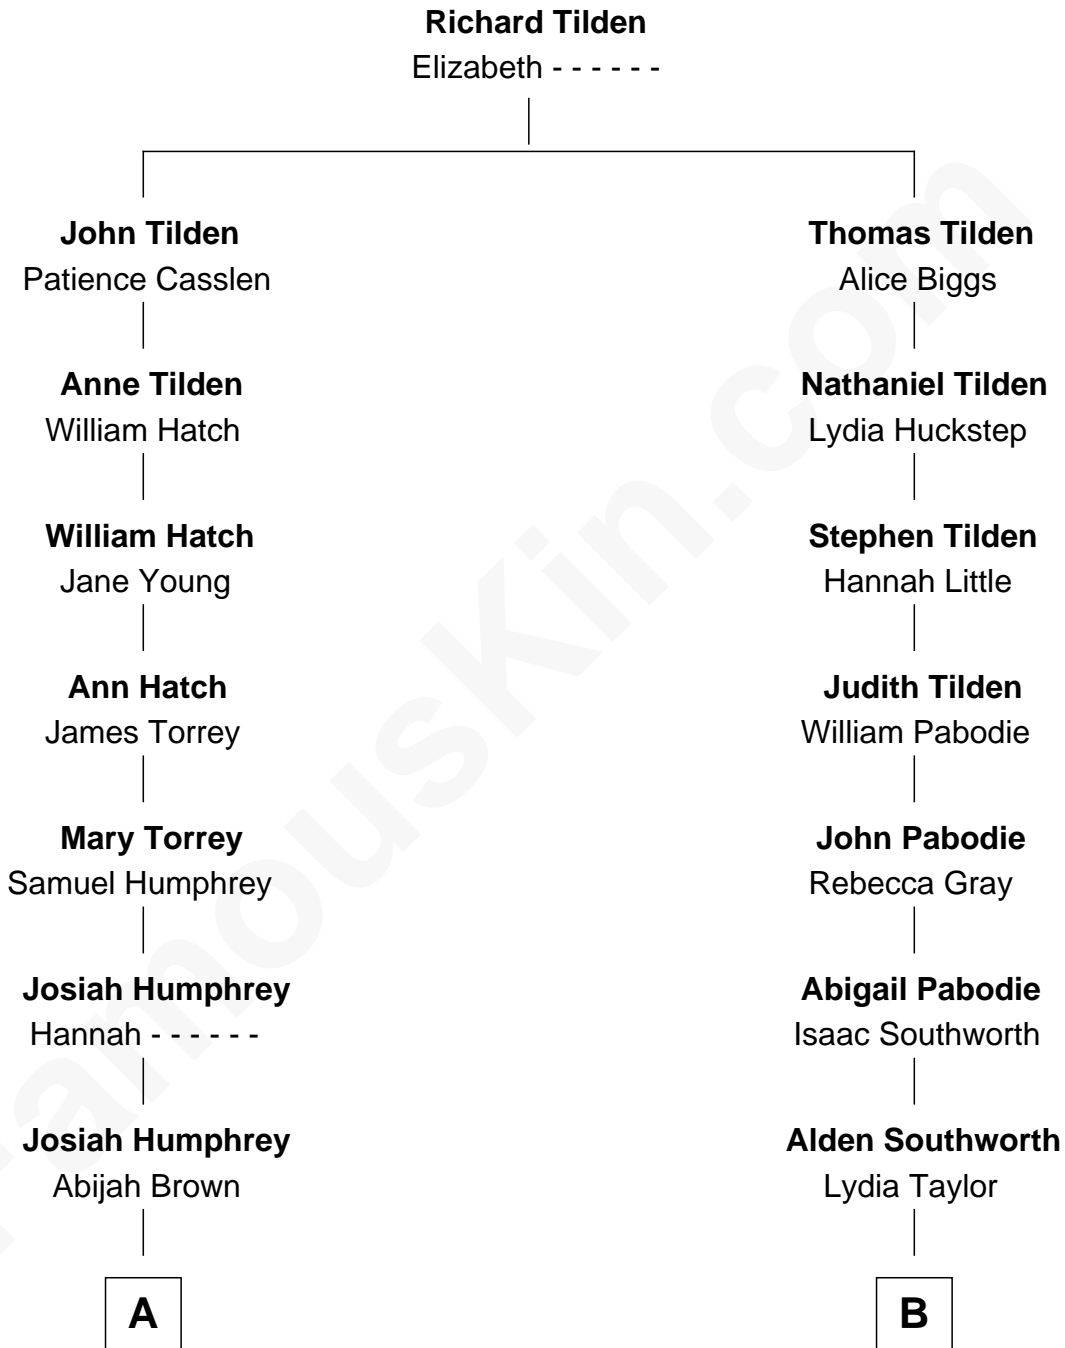 Richard Tilden
Elizabeth - - - - - -
John Tilden
Patience Casslen
Thomas Tilden
Alice Biggs
Anne Tilden
William Hatch
Nathaniel Tilden
Lydia Huckstep
William Hatch
Jane Young
Stephen Tilden
Hannah Little
Ann Hatch
James Torrey
Judith Tilden
William Pabodie
Mary Torrey
Samuel Humphrey
John Pabodie
Rebecca Gray
Josiah Humphrey
Hannah - - - - - -
Abigail Pabodie
Isaac Southworth
Josiah Humphrey
Abijah Brown
Alden Southworth
Lydia Taylor
A
B
FamousKin.com